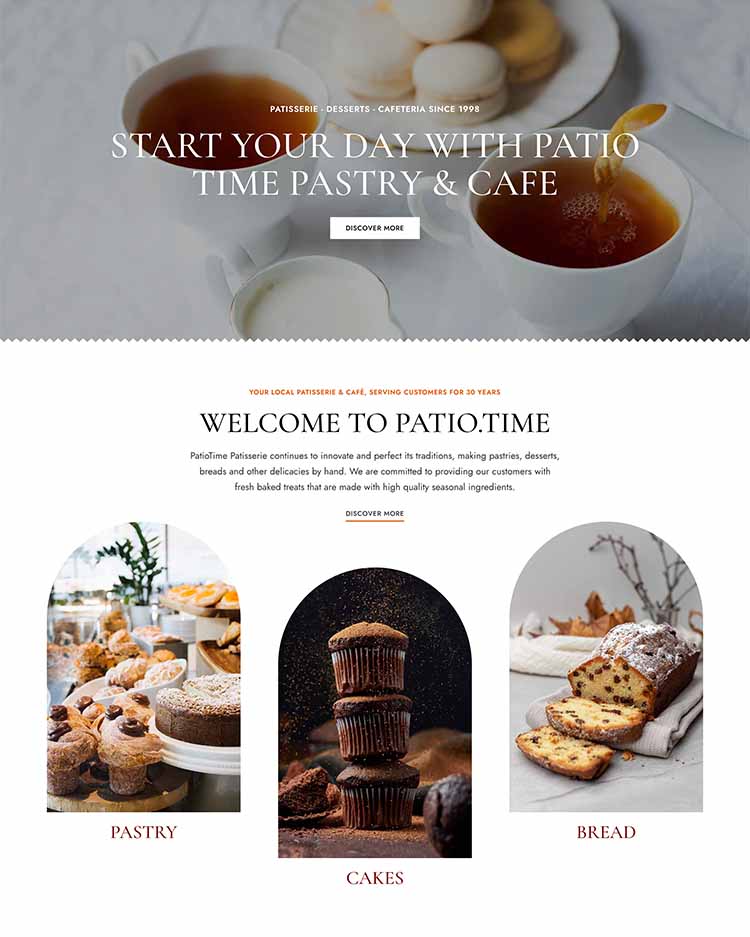 PATISSERIE - DESSERTS - CAFETERIA SINCE 1998
START YOUR DAY WITH PATIO
TIME PASTRY & CAFE
DISCOVER MORE
YOUR LOCAL PATISSERIE & CAFÉ, SERVING CUSTOMERS FOR 30 YEARS
WELCOME TO PATIO.TIME
PatioTime Patisserie continues to innovate and perfect its traditions, making pastries, desserts,
breads and other delicacies by hand. We are committed to providing our customers with
fresh baked treats that are made with high quality seasonal ingredients.
DISCOVER MORE
PASTRY
CAKES
BREAD